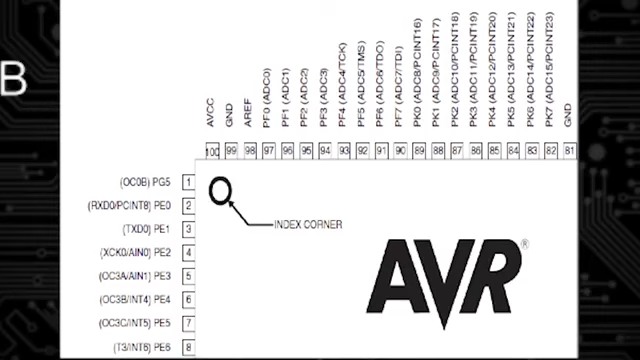 B
AVCC
GND
AREF
PF0 (ADC0)
PF1 (ADC1)
PF2 (ADC2)
PF3 (ADC3)
PF4 (ADC4/TCK)
PF5 (ADC5/TMS)
PF6 (ADC6/TDO)
PF7 (ADC7/TDI)
PK0 (ADC8/PCINT16)
PK1 (ADC9/PCINT17)
PK2 (ADC10/PCINT18)
PK3 (ADC11/PCINT19)
PK4 (ADC12/PCINT20)
PK5 (ADC13/PCINT21)
PK6 (ADC14/PCINT22)
PK7 (ADC15/PCINT23)
GND
100 99 98 97 96 95 94 93 92 91 90 89 88 87 86 85 84 83 82 81
(OC0B) PG5 1
(RXD0/PCINT8) PE0 2
(TXD0) PE1 3
(XCK0/AIN0) PE2 4
(OC3A/AIN1) PE3 5
(OC3B/INT4) PE4 6
(OC3C/INT5) PE5 7
(T3/INT6) PE6 8
INDEX CORNER
AVR®